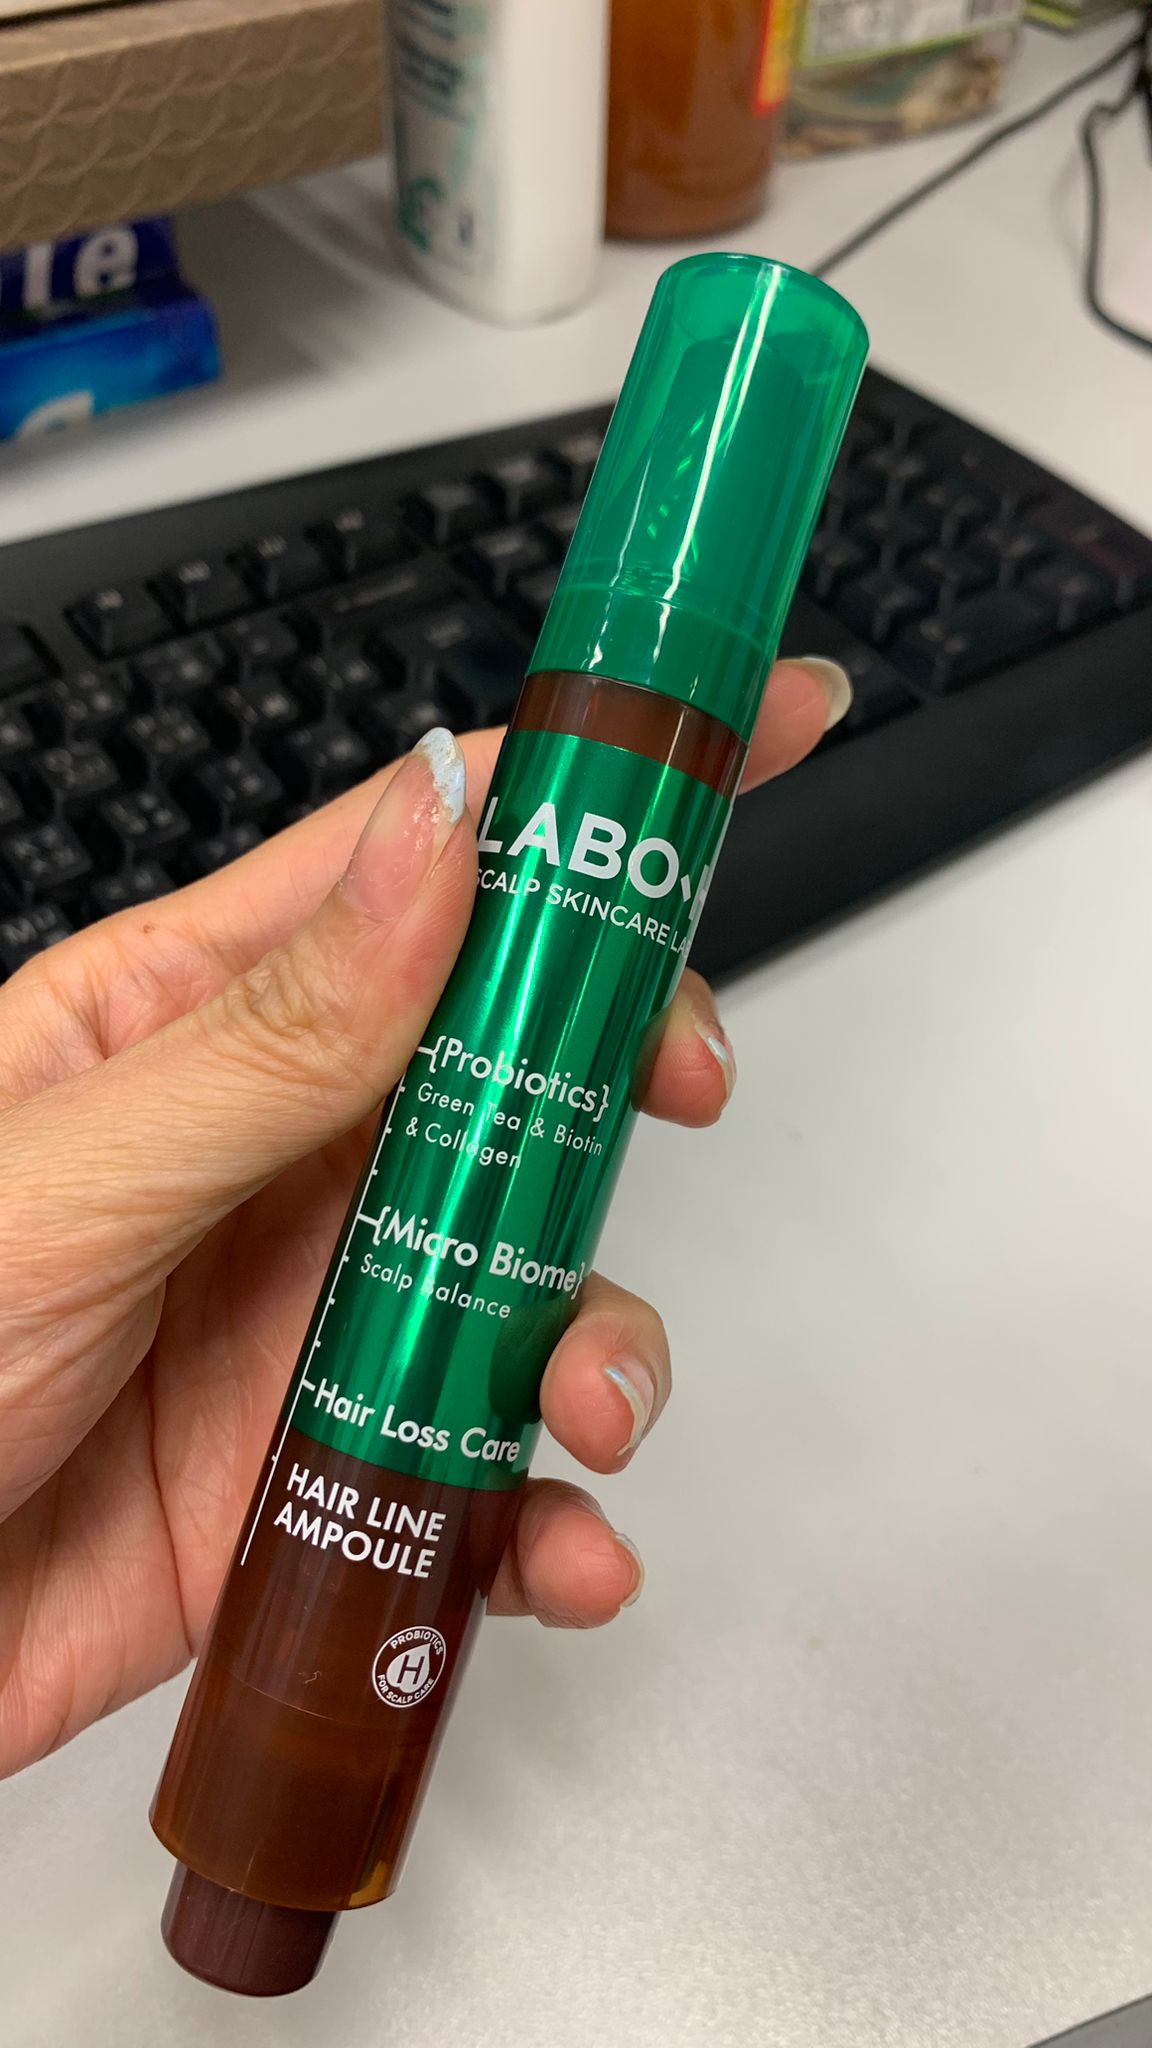 LABO
SCALP SKINCARE
{Probiotics}
Green Tea & Biotin
& Collagen
{Micro Biome}
Scalp Balance
Hair Loss Care
HAIR LINE
AMPOULE
PROBIOTICS
H
FOR SCALP CARE